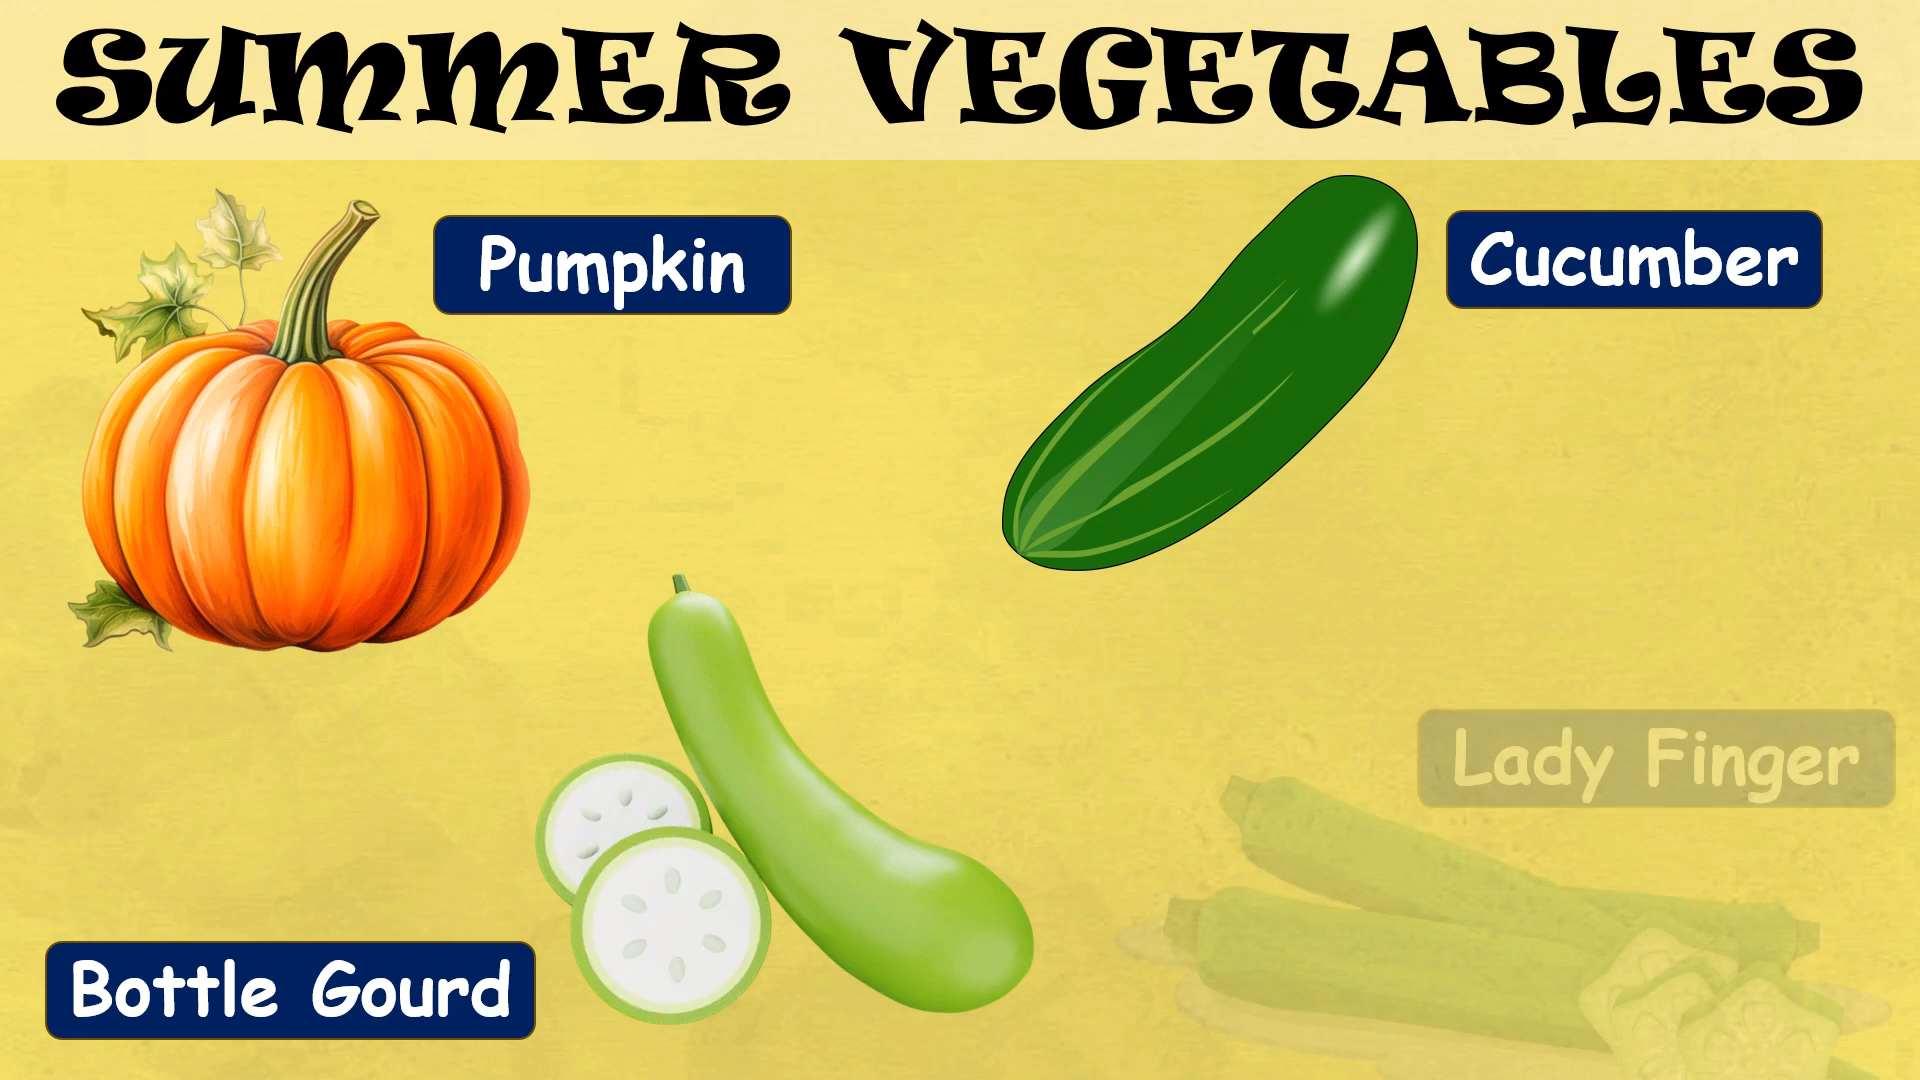 SUMMER VEGETABLES
Pumpkin
Cucumber
Lady Finger
Bottle Gourd